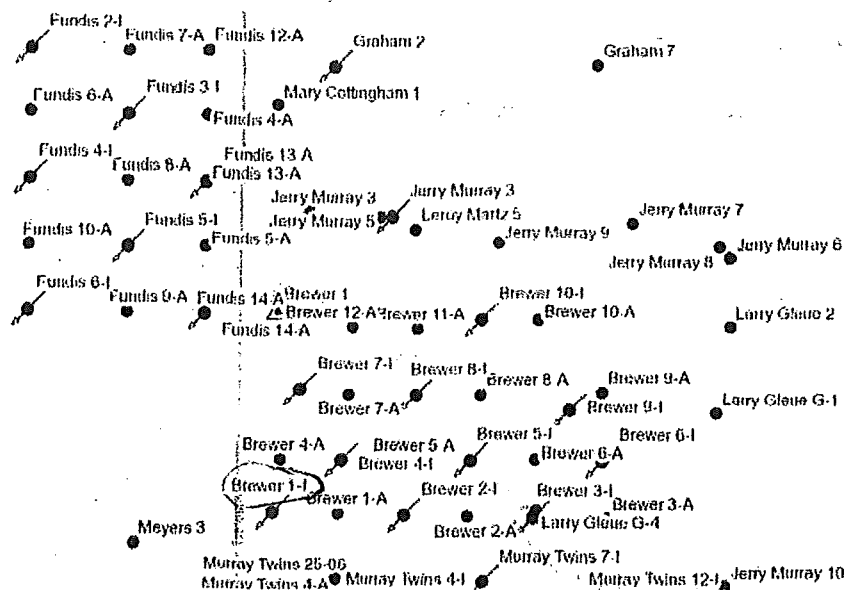 Fundis 2-I
Fundis 7-A
Fundis 12-A
Graham 2
Graham 7
Fundis 6-A
Fundis 3-I
Mary Cottingham 1
Fundis 4-A
Fundis 4-I
Fundis 8-A
Fundis 13-A
Fundis 13-A
Jerry Murray 3
Jerry Murray 3
Jerry Murray 5
Leroy Martz 5
Jerry Murray 9
Jerry Murray 7
Jerry Murray 6
Jerry Murray 8
Fundis 10-A
Fundis 5-I
Fundis 5-A
Fundis 6-I
Fundis 9-A
Fundis 14-A
Fundis 14-A
Brewer 1
Brewer 12-A
Brewer 11-A
Brewer 10-I
Brewer 10-A
Larry Gleue 2
Brewer 7-I
Brewer 7-A
Brewer 8-I
Brewer 8-A
Brewer 9-A
Brewer 9-I
Larry Gleue G-1
Brewer 4-A
Brewer 5-A
Brewer 4-I
Brewer 5-I
Brewer 6-A
Brewer 6-I
Brewer 1-I
Brewer 1-A
Brewer 2-I
Brewer 2-A
Brewer 3-I
Brewer 3-A
Larry Gleue G-4
Meyers 3
Murray Twins 25-06
Murray Twins 4-A
Murray Twins 4-I
Murray Twins 7-I
Murray Twins 12-I
Jerry Murray 10